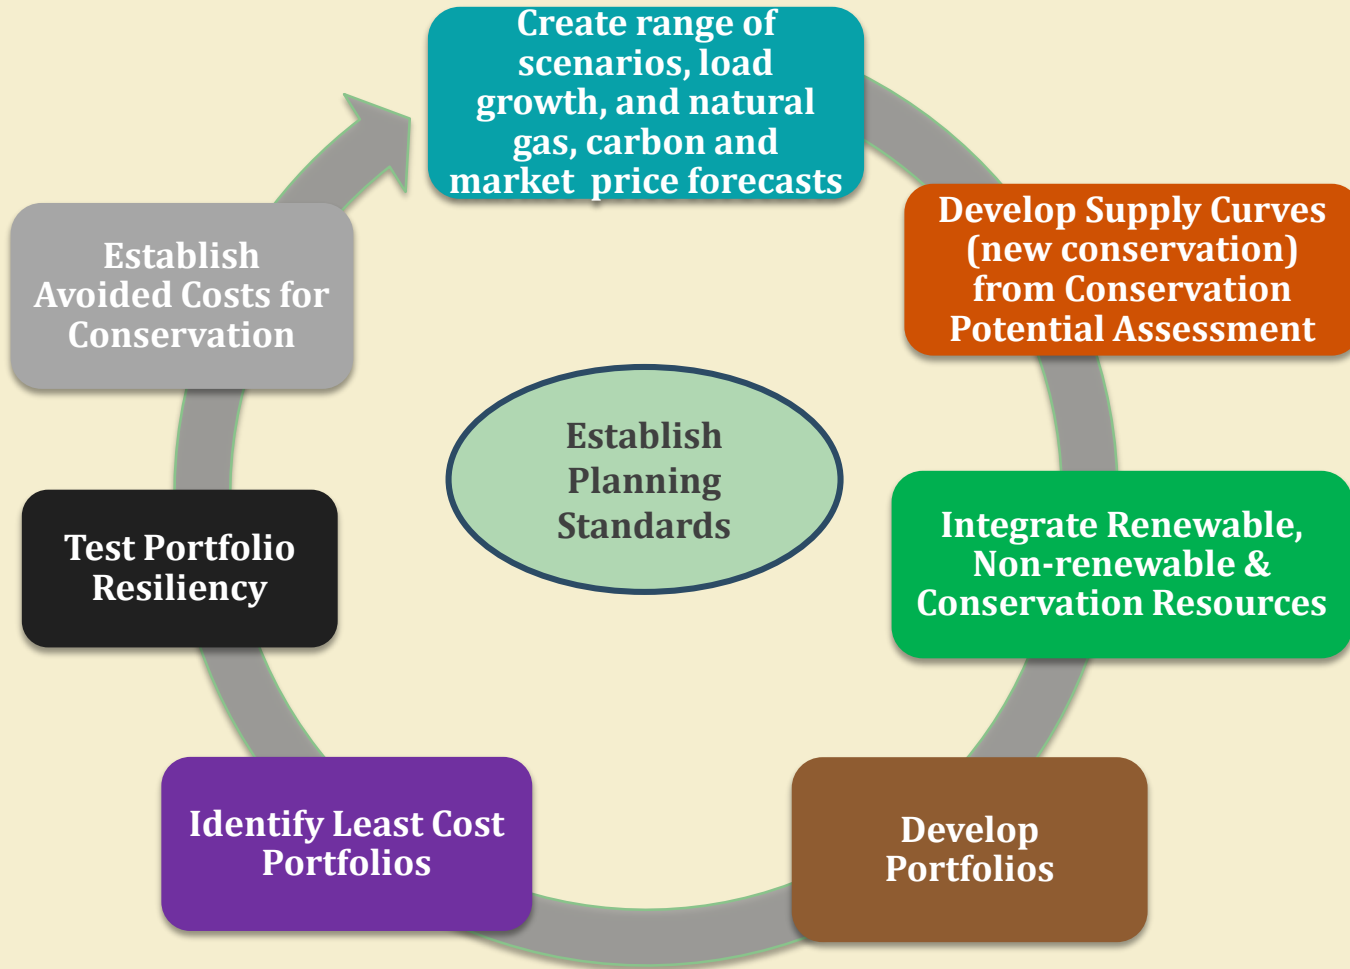 Create range of
scenarios, load
growth, and natural
gas, carbon and
market  price forecasts
Develop Supply Curves
(new conservation)
from Conservation
Potential Assessment
Integrate Renewable,
Non-renewable &
Conservation Resources
Develop
Portfolios
Identify Least Cost
Portfolios
Test Portfolio
Resiliency
Establish
Avoided Costs for
Conservation
Establish
Planning
Standards